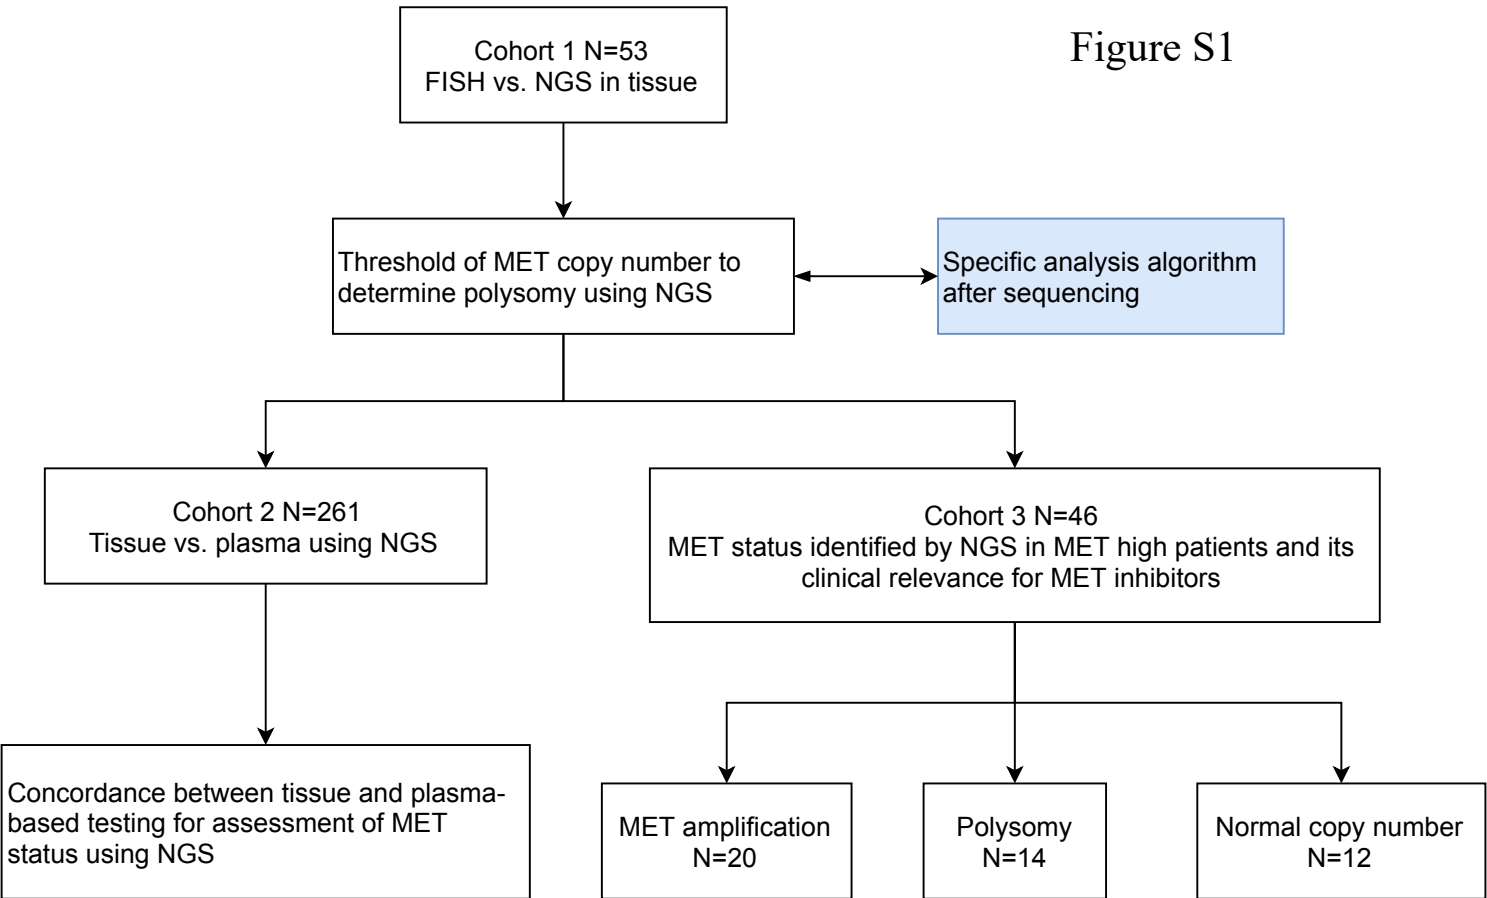 Figure S1
Cohort 1 N=53
FISH vs. NGS in tissue
Threshold of MET copy number to
determine polysomy using NGS
Specific analysis algorithm
after sequencing
Cohort 2 N=261
Tissue vs. plasma using NGS
Cohort 3 N=46
MET status identified by NGS in MET high patients and its
clinical relevance for MET inhibitors
Concordance between tissue and plasma-
based testing for assessment of MET
status using NGS
MET amplification
N=20
Polysomy
N=14
Normal copy number
N=12